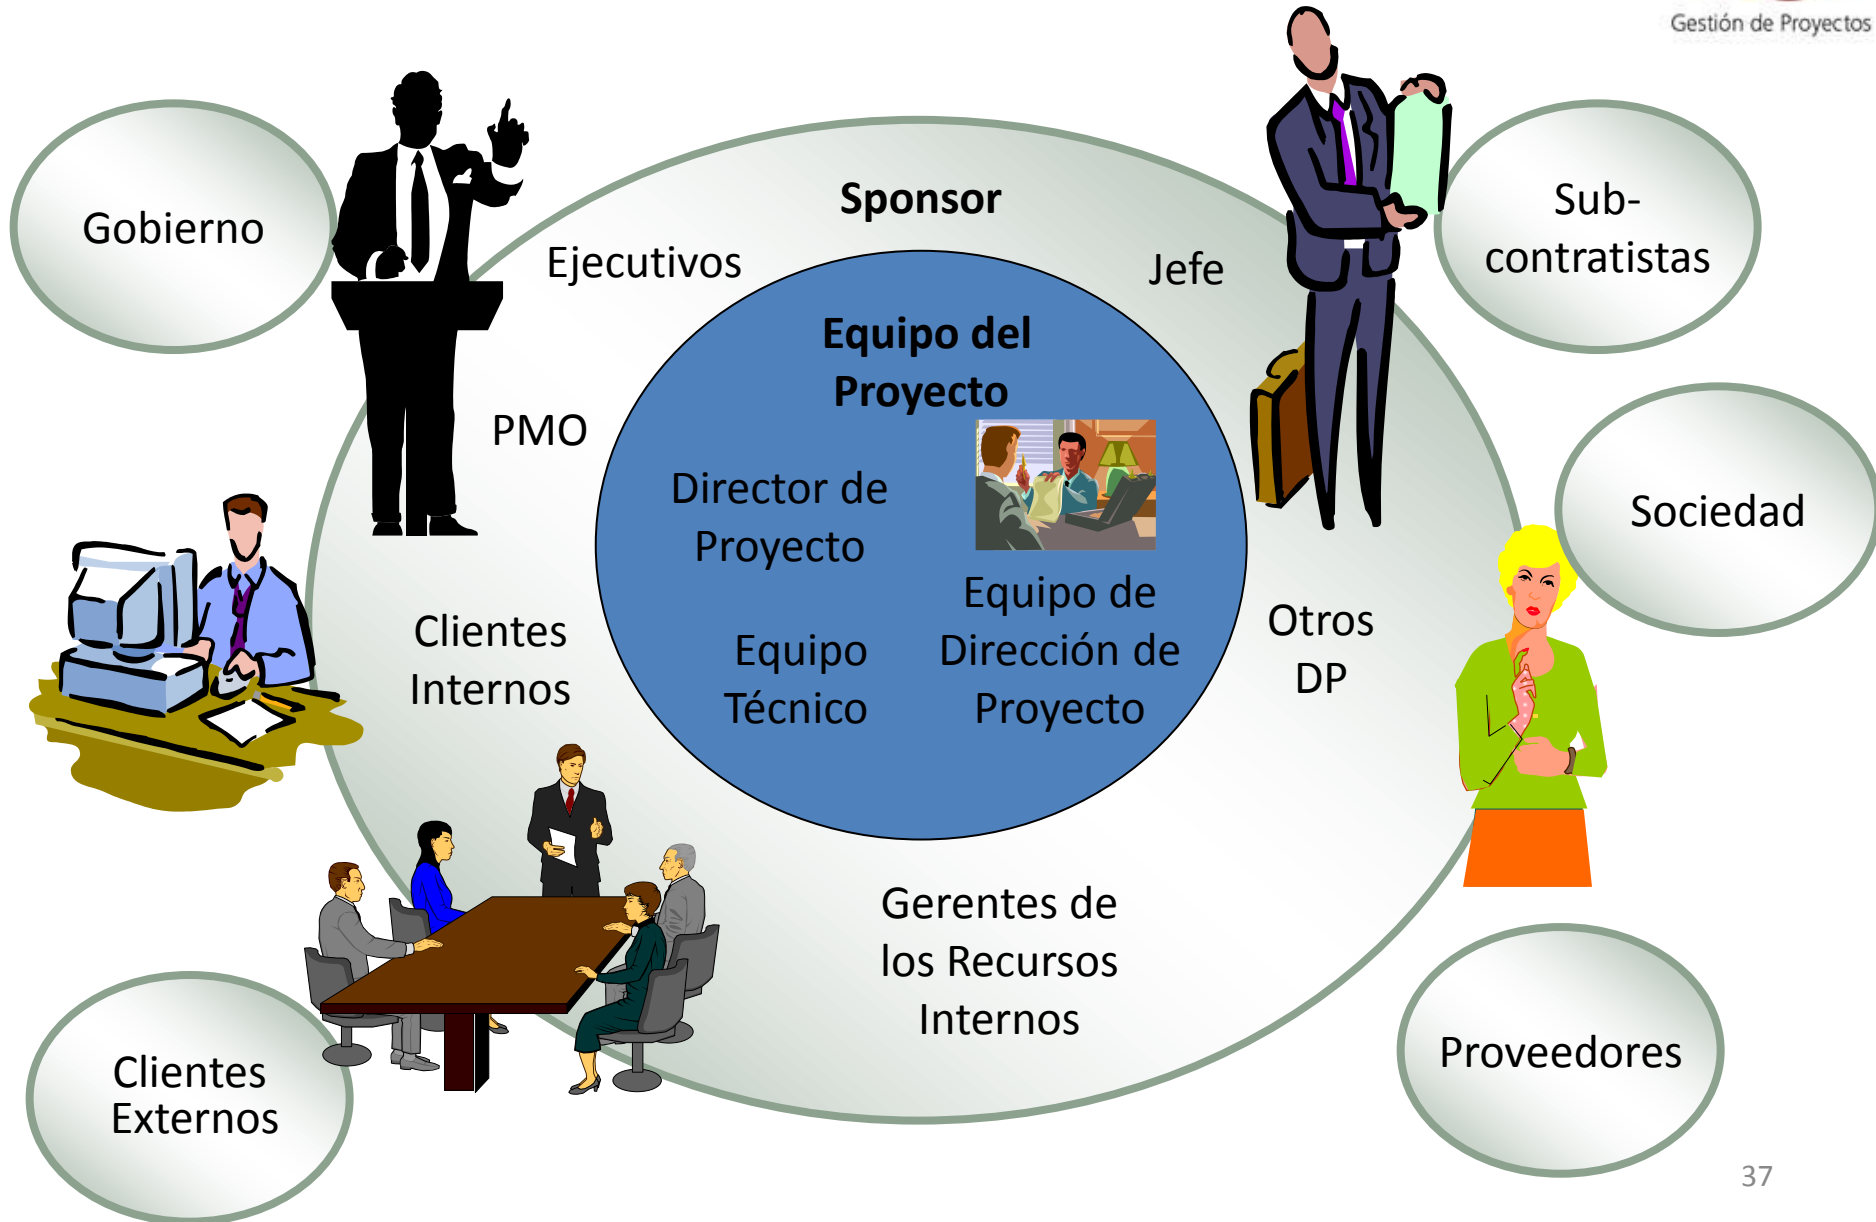 Gestión de Proyectos
Gobierno
Sponsor
Ejecutivos
Jefe
Sub-
contratistas
Equipo del
Proyecto
PMO
Director de
Proyecto
Sociedad
Equipo de
Dirección de
Proyecto
Equipo
Técnico
Clientes
Internos
Otros
DP
Gerentes de
los Recursos
Internos
Clientes
Externos
Proveedores
37